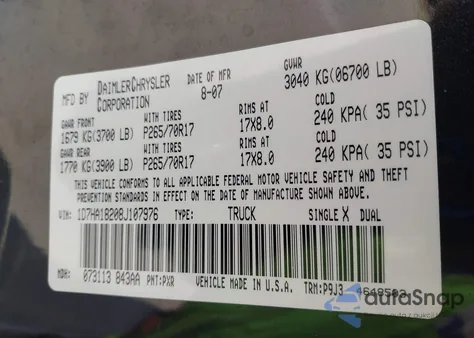 MFD BY DAIMLERCHRYSLER CORPORATION DATE OF MFR 8-07 GVWR 3040 KG(06700 LB)
GAWR FRONT WITH TIRES RIMS AT COLD
1679 KG(3700 LB) P265/70R17 17X8.0 240 KPA( 35 PSI)
GAWR REAR WITH TIRES RIMS AT COLD
1770 KG(3900 LB) P265/70R17 17X8.0 240 KPA( 35 PSI)
THIS VEHICLE CONFORMS TO ALL APPLICABLE FEDERAL MOTOR VEHICLE SAFETY AND THEFT
PREVENTION STANDARDS IN EFFECT ON THE DATE OF MANUFACTURE SHOWN ABOVE.
VIN: 1D7HA18208J107976 TYPE: TRUCK SINGLE X DUAL
MDH: 073113 843AA PNT:PXR VEHICLE MADE IN U.S.A. TRM:P9J3
autaSnap